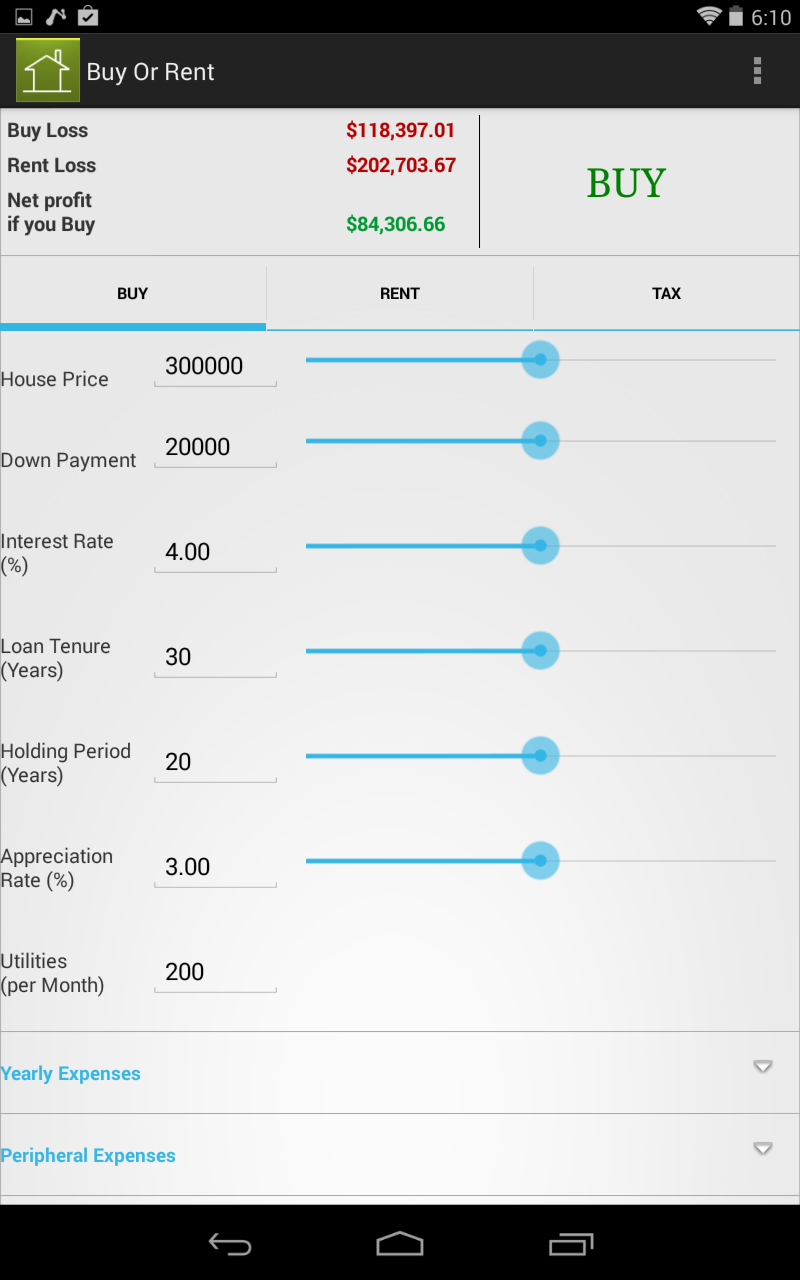 6:10
Buy Or Rent
Buy Loss $118,397.01
Rent Loss $202,703.67
Net profit
if you Buy $84,306.66
BUY
BUY RENT TAX
House Price 300000
Down Payment 20000
Interest Rate
(%) 4.00
Loan Tenure
(Years) 30
Holding Period
(Years) 20
Appreciation
Rate (%) 3.00
Utilities
(per Month) 200
Yearly Expenses
Peripheral Expenses